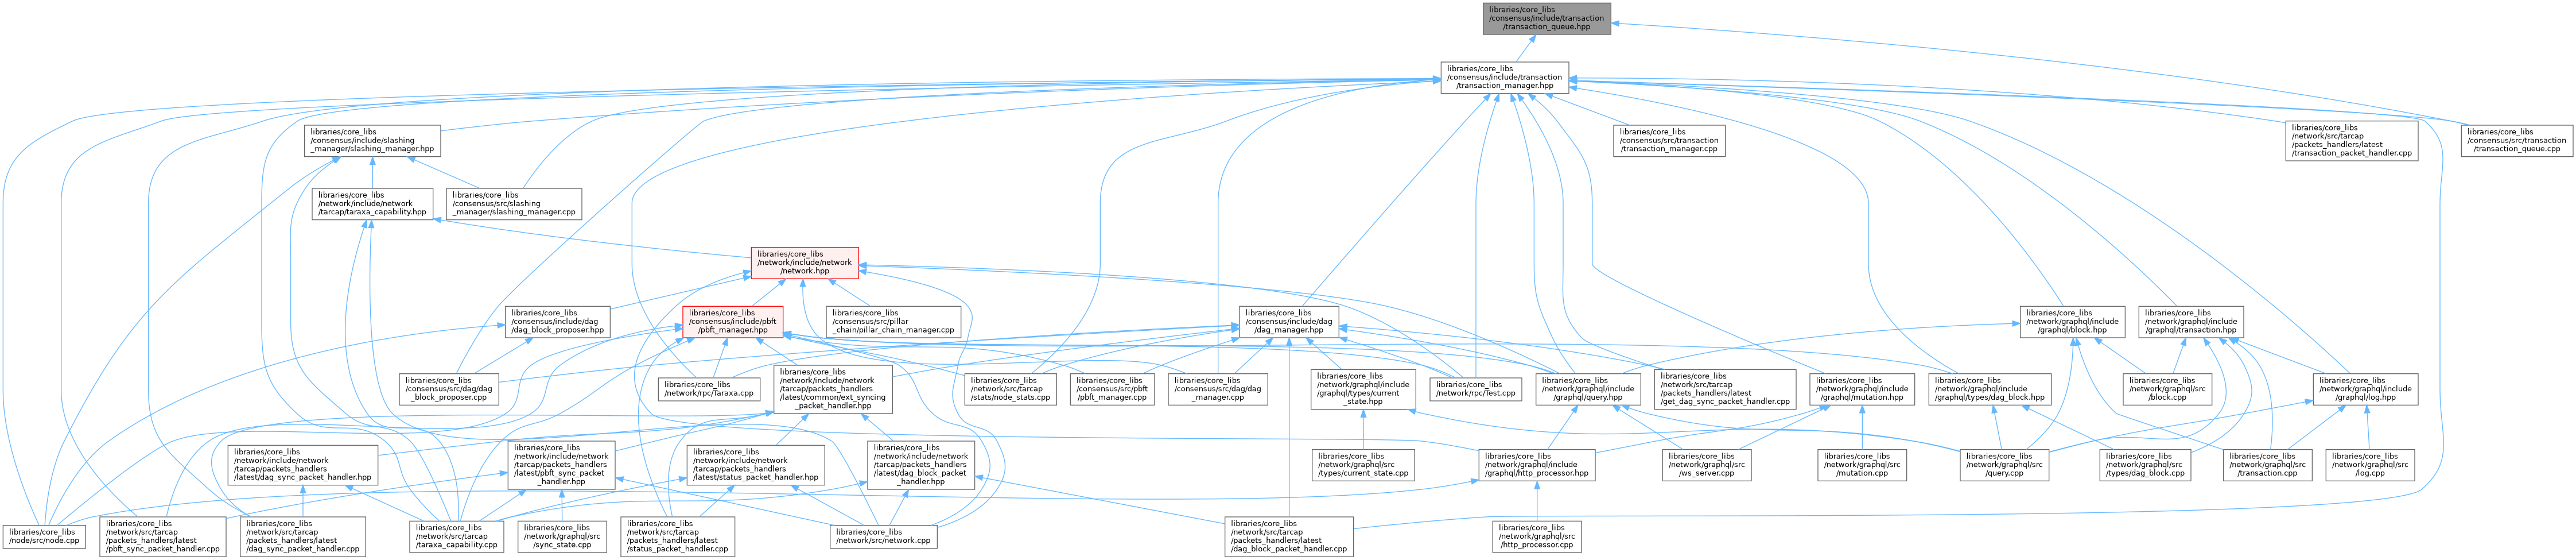 libraries/core_libs
/consensus/include/transaction
/transaction_queue.hpp
libraries/core_libs
/consensus/include/transaction
/transaction_manager.hpp
libraries/core_libs
/consensus/include/slashing
_manager/slashing_manager.hpp
libraries/core_libs
/consensus/src/transaction
/transaction_manager.cpp
libraries/core_libs
/network/src/tarcap
/packets_handlers/latest
/transaction_packet_handler.cpp
libraries/core_libs
/consensus/src/transaction
/transaction_queue.cpp
libraries/core_libs
/network/include/network
/tarcap/taraxa_capability.hpp
libraries/core_libs
/consensus/src/slashing
_manager/slashing_manager.cpp
libraries/core_libs
/network/include/network
/network.hpp
libraries/core_libs
/consensus/include/dag
/dag_block_proposer.hpp
libraries/core_libs
/consensus/include/pbft
/pbft_manager.hpp
libraries/core_libs
/consensus/src/pillar
_chain/pillar_chain_manager.cpp
libraries/core_libs
/consensus/include/dag
/dag_manager.hpp
libraries/core_libs
/network/graphql/include
/graphql/block.hpp
libraries/core_libs
/network/graphql/include
/graphql/transaction.hpp
libraries/core_libs
/consensus/src/dag/dag
_block_proposer.cpp
libraries/core_libs
/network/rpc/Taraxa.cpp
libraries/core_libs
/network/include/network
/tarcap/packets_handlers
/latest/common/ext_syncing
_packet_handler.hpp
libraries/core_libs
/network/src/tarcap
/stats/node_stats.cpp
libraries/core_libs
/consensus/src/pbft
/pbft_manager.cpp
libraries/core_libs
/consensus/src/dag/dag
_manager.cpp
libraries/core_libs
/network/graphql/include
/graphql/types/current
_state.hpp
libraries/core_libs
/network/rpc/Test.cpp
libraries/core_libs
/network/graphql/include
/graphql/query.hpp
libraries/core_libs
/network/src/tarcap
/packets_handlers/latest
/get_dag_sync_packet_handler.cpp
libraries/core_libs
/network/graphql/include
/graphql/mutation.hpp
libraries/core_libs
/network/graphql/include
/graphql/types/dag_block.hpp
libraries/core_libs
/network/graphql/src
/block.cpp
libraries/core_libs
/network/graphql/include
/graphql/log.hpp
libraries/core_libs
/network/include/network
/tarcap/packets_handlers
/latest/dag_sync_packet_handler.hpp
libraries/core_libs
/network/include/network
/tarcap/packets_handlers
/latest/pbft_sync_packet
_handler.hpp
libraries/core_libs
/network/include/network
/tarcap/packets_handlers
/latest/status_packet_handler.hpp
libraries/core_libs
/network/include/network
/tarcap/packets_handlers
/latest/dag_block_packet
_handler.hpp
libraries/core_libs
/network/graphql/src
/types/current_state.cpp
libraries/core_libs
/network/graphql/include
/graphql/http_processor.hpp
libraries/core_libs
/network/graphql/src
/ws_server.cpp
libraries/core_libs
/network/graphql/src
/mutation.cpp
libraries/core_libs
/network/graphql/src
/query.cpp
libraries/core_libs
/network/graphql/src
/types/dag_block.cpp
libraries/core_libs
/network/graphql/src
/transaction.cpp
libraries/core_libs
/network/graphql/src
/log.cpp
libraries/core_libs
/node/src/node.cpp
libraries/core_libs
/network/src/tarcap
/packets_handlers/latest
/pbft_sync_packet_handler.cpp
libraries/core_libs
/network/src/tarcap
/packets_handlers/latest
/dag_sync_packet_handler.cpp
libraries/core_libs
/network/src/tarcap
/taraxa_capability.cpp
libraries/core_libs
/network/graphql/src
/sync_state.cpp
libraries/core_libs
/network/src/tarcap
/packets_handlers/latest
/status_packet_handler.cpp
libraries/core_libs
/network/src/network.cpp
libraries/core_libs
/network/src/tarcap
/packets_handlers/latest
/dag_block_packet_handler.cpp
libraries/core_libs
/network/graphql/src
/http_processor.cpp